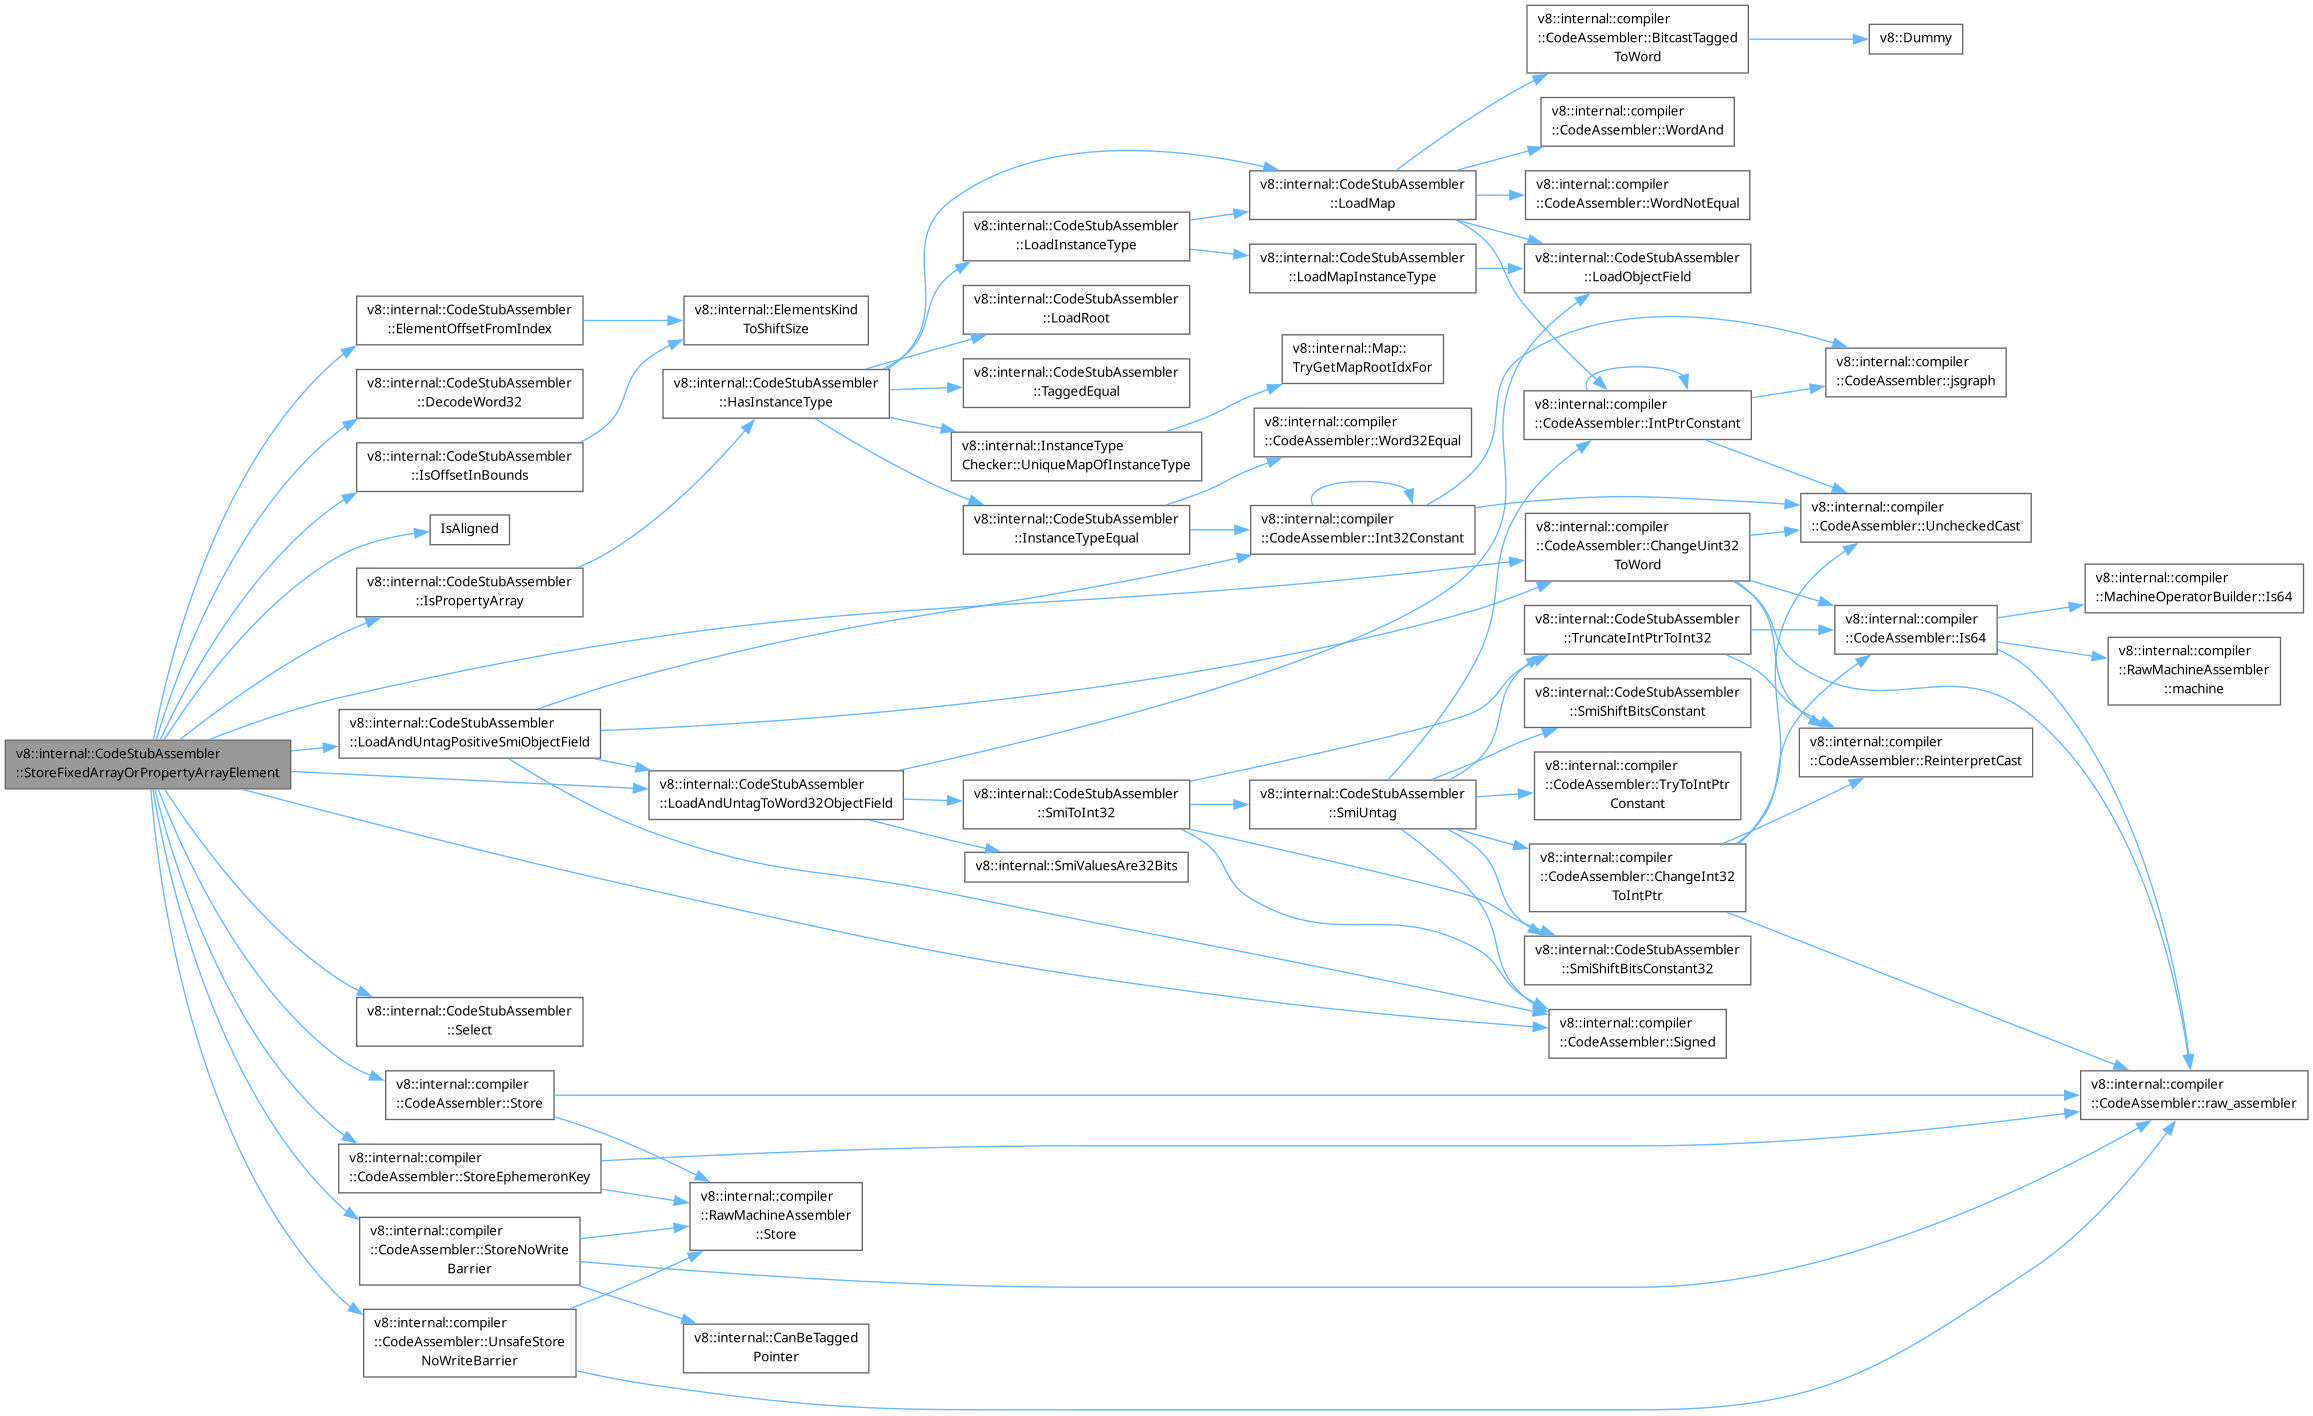 v8::internal::CodeStubAssembler
::StoreFixedArrayOrPropertyArrayElement
v8::internal::CodeStubAssembler
::ElementOffsetFromIndex
v8::internal::CodeStubAssembler
::DecodeWord32
v8::internal::CodeStubAssembler
::IsOffsetInBounds
IsAligned
v8::internal::CodeStubAssembler
::IsPropertyArray
v8::internal::CodeStubAssembler
::LoadAndUntagPositiveSmiObjectField
v8::internal::CodeStubAssembler
::Select
v8::internal::compiler
::CodeAssembler::Store
v8::internal::compiler
::CodeAssembler::StoreEphemeronKey
v8::internal::compiler
::CodeAssembler::StoreNoWrite
Barrier
v8::internal::compiler
::CodeAssembler::UnsafeStore
NoWriteBarrier
v8::internal::ElementsKind
ToShiftSize
v8::internal::CodeStubAssembler
::HasInstanceType
v8::internal::CodeStubAssembler
::LoadAndUntagToWord32ObjectField
v8::internal::compiler
::RawMachineAssembler
::Store
v8::internal::CanBeTagged
Pointer
v8::internal::CodeStubAssembler
::LoadInstanceType
v8::internal::CodeStubAssembler
::LoadRoot
v8::internal::CodeStubAssembler
::TaggedEqual
v8::internal::InstanceType
Checker::UniqueMapOfInstanceType
v8::internal::CodeStubAssembler
::InstanceTypeEqual
v8::internal::CodeStubAssembler
::SmiToInt32
v8::internal::SmiValuesAre32Bits
v8::internal::CodeStubAssembler
::LoadMap
v8::internal::CodeStubAssembler
::LoadMapInstanceType
v8::internal::Map::
TryGetMapRootIdxFor
v8::internal::compiler
::CodeAssembler::Word32Equal
v8::internal::compiler
::CodeAssembler::Int32Constant
v8::internal::CodeStubAssembler
::SmiUntag
v8::internal::compiler
::CodeAssembler::BitcastTagged
ToWord
v8::internal::compiler
::CodeAssembler::WordAnd
v8::internal::compiler
::CodeAssembler::WordNotEqual
v8::internal::CodeStubAssembler
::LoadObjectField
v8::internal::compiler
::CodeAssembler::IntPtrConstant
v8::internal::compiler
::CodeAssembler::ChangeUint32
ToWord
v8::internal::CodeStubAssembler
::TruncateIntPtrToInt32
v8::internal::CodeStubAssembler
::SmiShiftBitsConstant
v8::internal::compiler
::CodeAssembler::TryToIntPtr
Constant
v8::internal::compiler
::CodeAssembler::ChangeInt32
ToIntPtr
v8::internal::CodeStubAssembler
::SmiShiftBitsConstant32
v8::internal::compiler
::CodeAssembler::Signed
v8::Dummy
v8::internal::compiler
::CodeAssembler::jsgraph
v8::internal::compiler
::CodeAssembler::UncheckedCast
v8::internal::compiler
::CodeAssembler::Is64
v8::internal::compiler
::CodeAssembler::ReinterpretCast
v8::internal::compiler
::MachineOperatorBuilder::Is64
v8::internal::compiler
::RawMachineAssembler
::machine
v8::internal::compiler
::CodeAssembler::raw_assembler